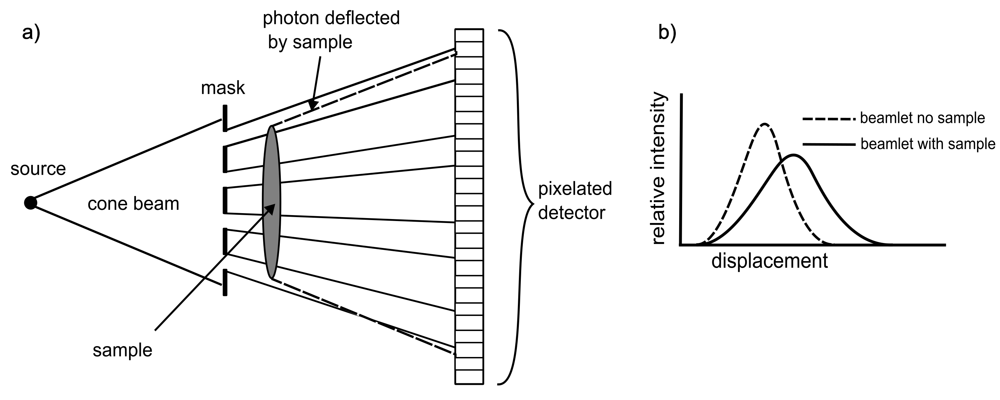 a)
photon deflected
by sample
mask
source
cone beam
sample
pixelated
detector
b)
relative intensity
beamlet no sample
beamlet with sample
displacement